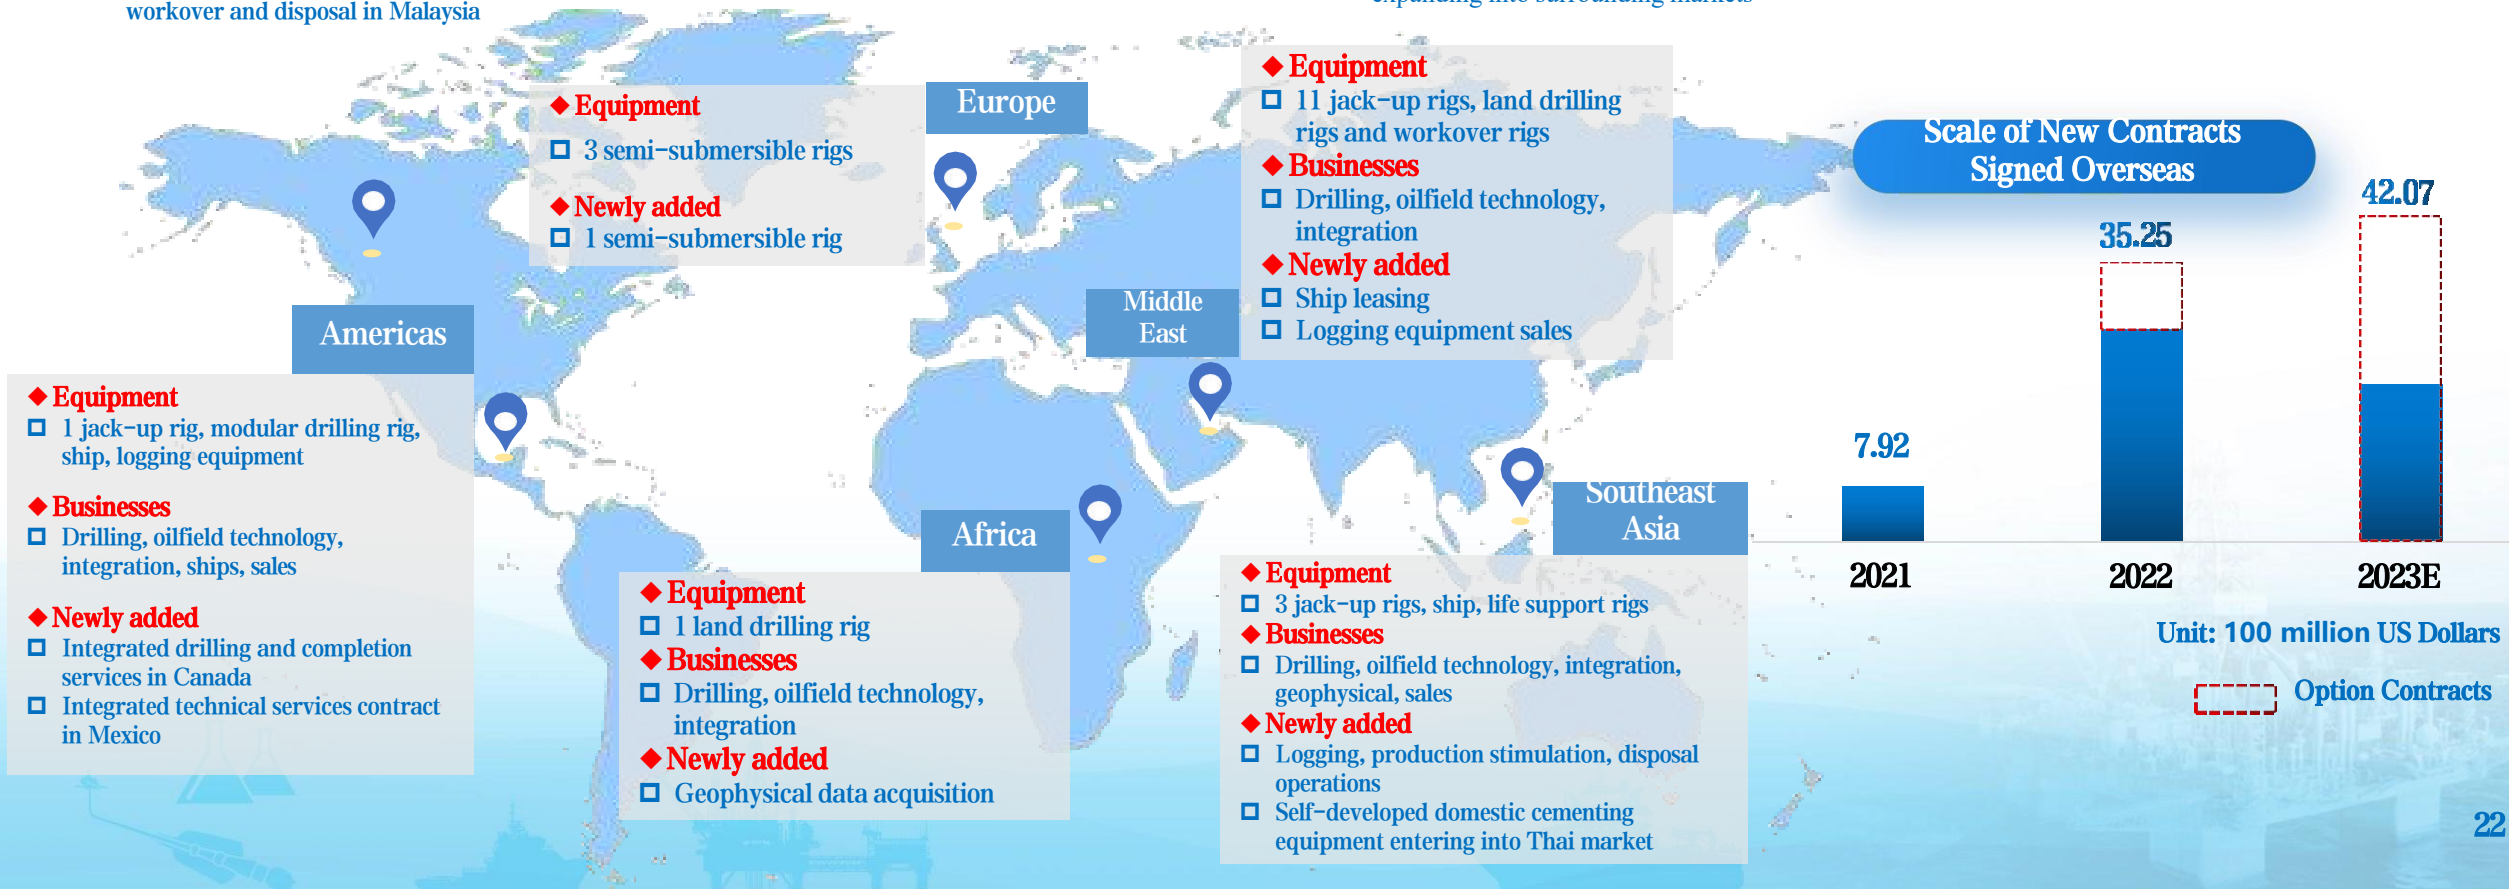 workover and disposal in Malaysia
expanding into surrounding markets
Europe
◆ Equipment
□ 3 semi-submersible rigs
◆ Newly added
□ 1 semi-submersible rig
Middle
East
◆ Equipment
□ 11 jack-up rigs, land drilling
rigs and workover rigs
◆ Businesses
□ Drilling, oilfield technology,
integration
◆ Newly added
□ Ship leasing
□ Logging equipment sales
Americas
◆ Equipment
□ 1 jack-up rig, modular drilling rig,
ship, logging equipment
◆ Businesses
□ Drilling, oilfield technology,
integration, ships, sales
◆ Newly added
□ Integrated drilling and completion
services in Canada
□ Integrated technical services contract
in Mexico
Africa
◆ Equipment
□ 1 land drilling rig
◆ Businesses
□ Drilling, oilfield technology,
integration
◆ Newly added
□ Geophysical data acquisition
Southeast
Asia
◆ Equipment
□ 3 jack-up rigs, ship, life support rigs
◆ Businesses
□ Drilling, oilfield technology, integration,
geophysical, sales
◆ Newly added
□ Logging, production stimulation, disposal
operations
□ Self-developed domestic cementing
equipment entering into Thai market
Scale of New Contracts
Signed Overseas
7.92
35.25
42.07
2021
2022
2023E
Unit: 100 million US Dollars
Option Contracts
22